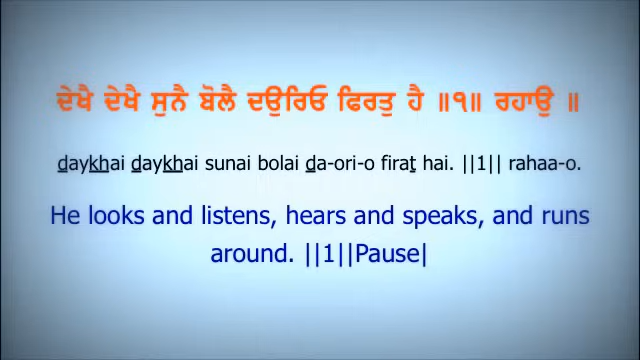 ਦੇਖੈ ਦੇਖੈ ਸੁਨੈ ਬੋਲੈ ਦਉਰਿਓ ਫਿਰਤੁ ਹੈ ॥੧॥ ਰਹਾਉ ॥
daykhai daykhai sunai bolai da-ori-o firat hai. ||1|| rahaa-o.
He looks and listens, hears and speaks, and runs
around. ||1||Pause|